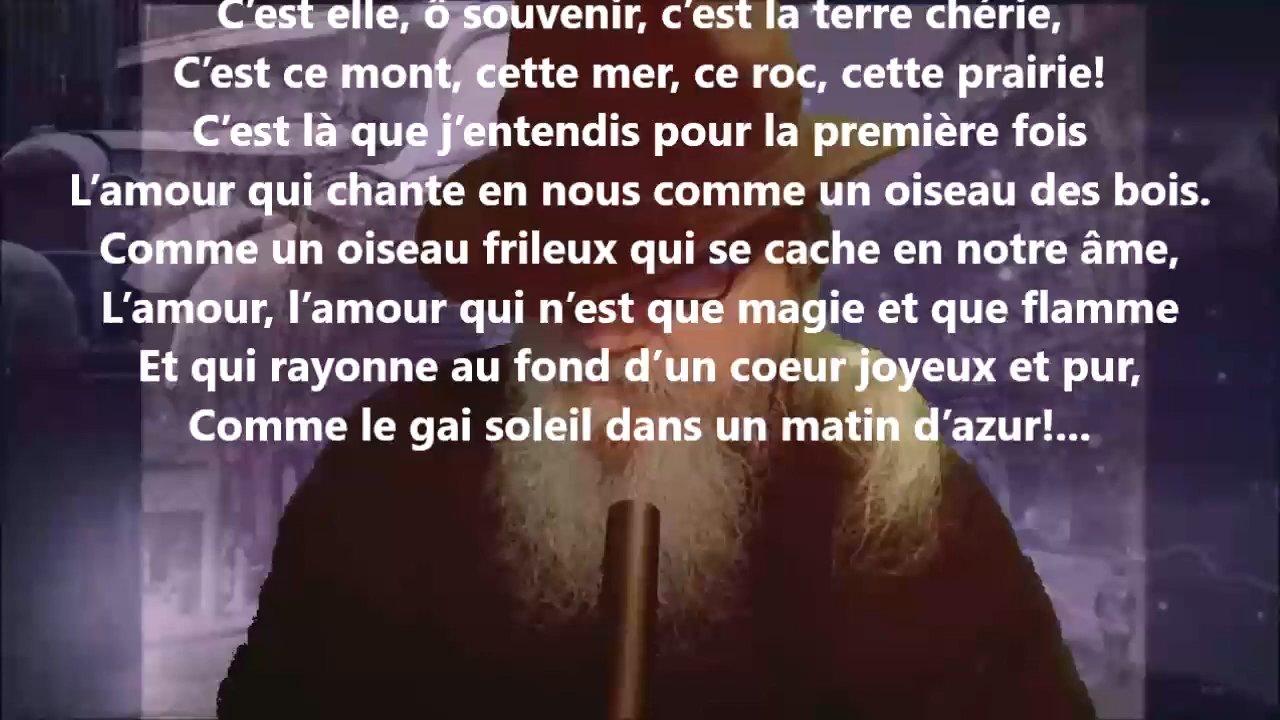 C’est elle, ô souvenir, c’est la terre chérie,
C’est ce mont, cette mer, ce roc, cette prairie!
C’est là que j’entendis pour la première fois
L’amour qui chante en nous comme un oiseau des bois.
Comme un oiseau frileux qui se cache en notre âme,
L’amour, l’amour qui n’est que magie et que flamme
Et qui rayonne au fond d’un coeur joyeux et pur,
Comme le gai soleil dans un matin d’azur!...